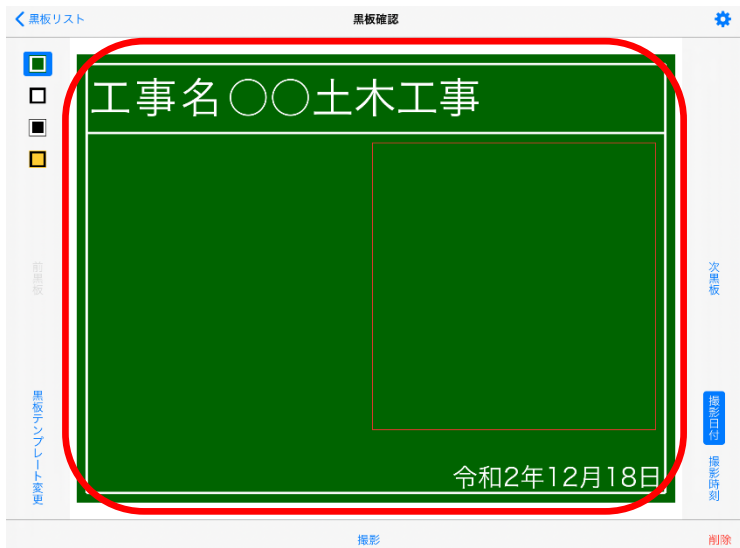 黒板リスト
黒板確認
工事名○○土木工事
前黒板
次黒板
黒板テンプレート変更
撮影日付
撮影時刻
令和2年12月18日
撮影
削除